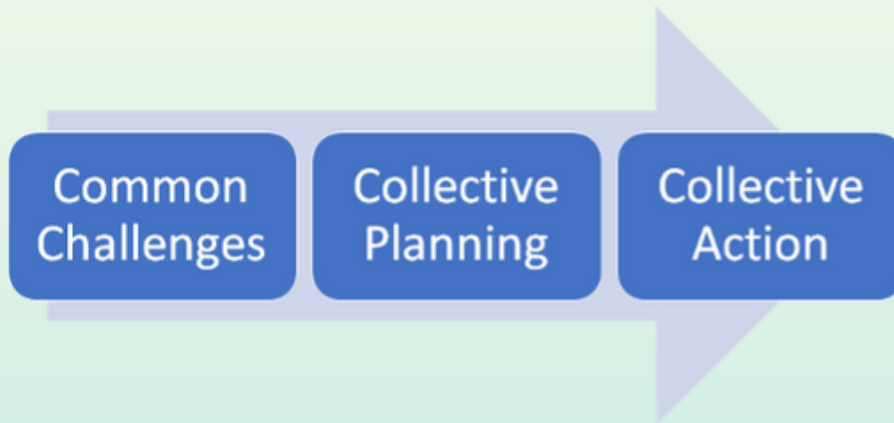 Common
Challenges
Collective
Planning
Collective
Action